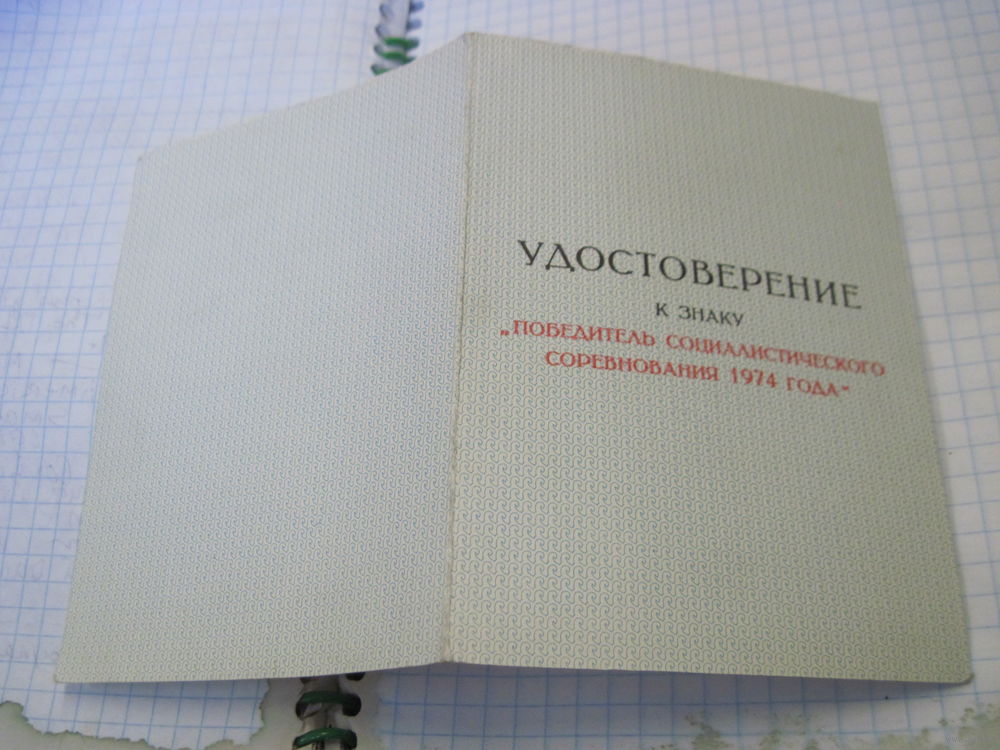 УДОСТОВЕРЕНИЕ
К ЗНАКУ
„ПОБЕДИТЕЛЬ СОЦИАЛИСТИЧЕСКОГО
СОРЕВНОВАНИЯ 1974 ГОДА“